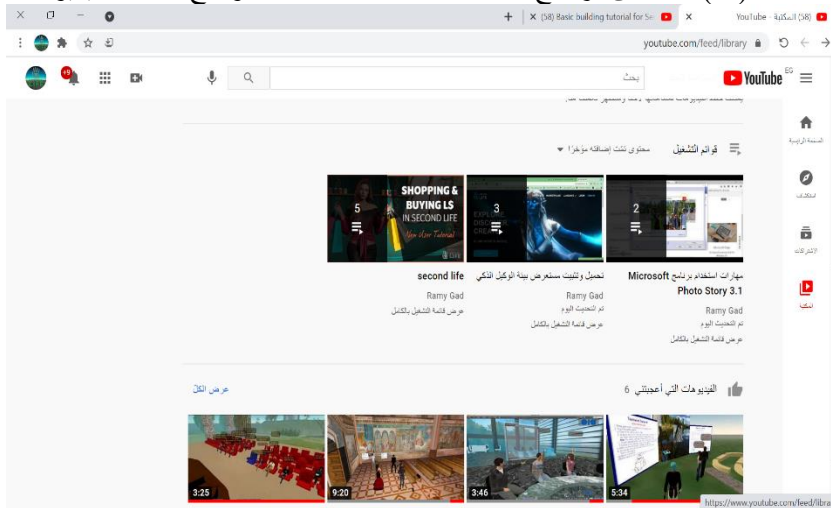 (58) Basic building tutorial for Se
(58) المكتبة - YouTube
youtube.com/feed/library
+9
بحث
YouTube EG
الصفحة الرئيسية
استكشاف
الاشتراكات
المكتبة
قوائم التشغيل
محتوى تمت إضافته مؤخرًا
2
3
5
SHOPPING &
BUYING LS
IN SECOND LIFE
New User Tutorial
مهارات استخدام برنامج Microsoft
Photo Story 3.1
Ramy Gad
تم التحديث اليوم
عرض قائمة التشغيل بالكامل
تحميل وتثبيت مستعرض بيئة الوكيل الذكي
Ramy Gad
تم التحديث اليوم
عرض قائمة التشغيل بالكامل
second life
Ramy Gad
عرض قائمة التشغيل بالكامل
الفيديوهات التي أعجبتني 6
عرض الكل
5:34
3:46
9:20
3:25
https://www.youtube.com/feed/libra